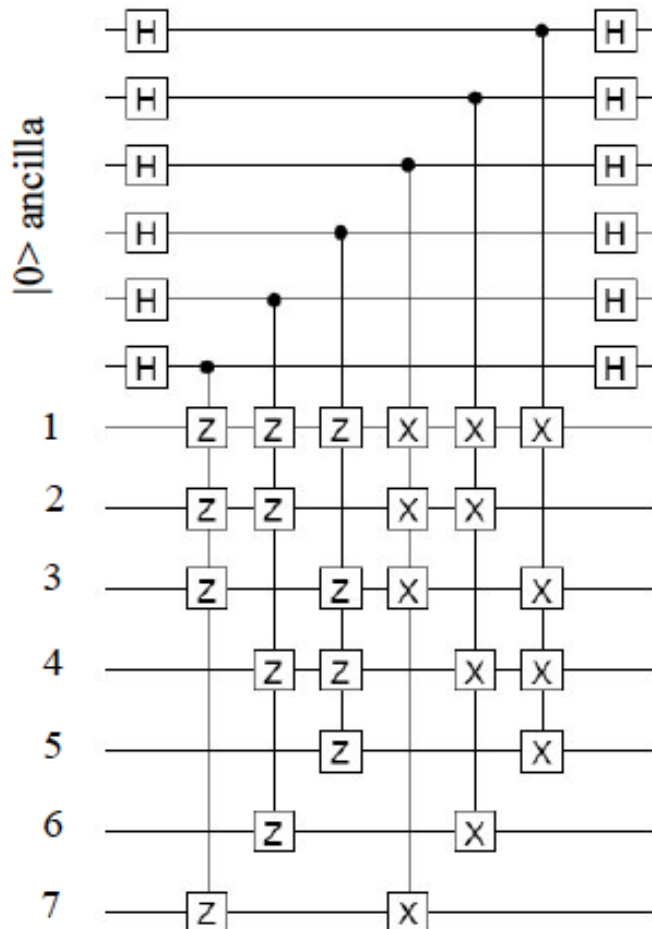 |0> ancilla
H H
H H
H H
H H
H H
H H
1 Z Z Z X X X
2 Z Z X X
3 Z Z X X
4 Z Z X X
5 Z X
6 Z X
7 Z X